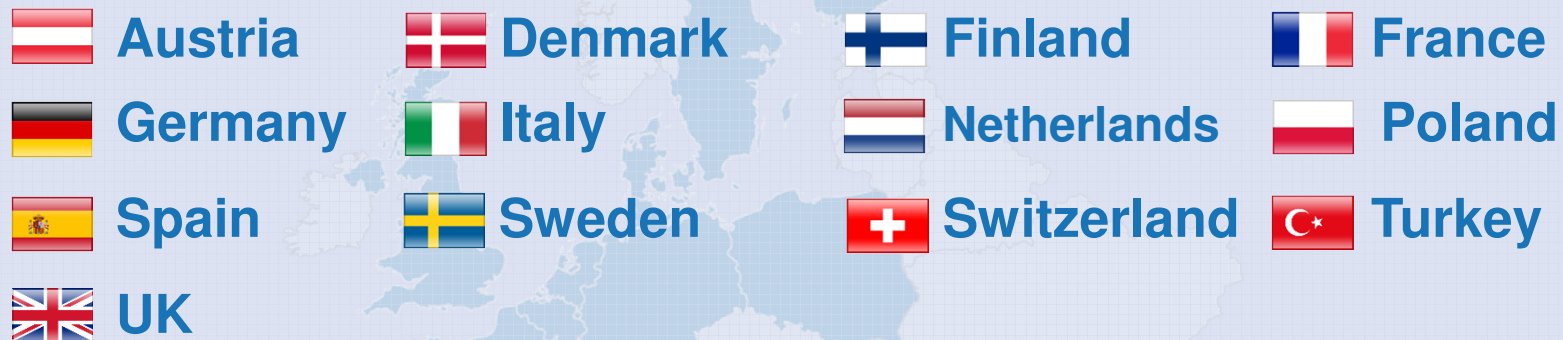 Austria Denmark Finland France
Germany Italy Netherlands Poland
Spain Sweden Switzerland Turkey
UK